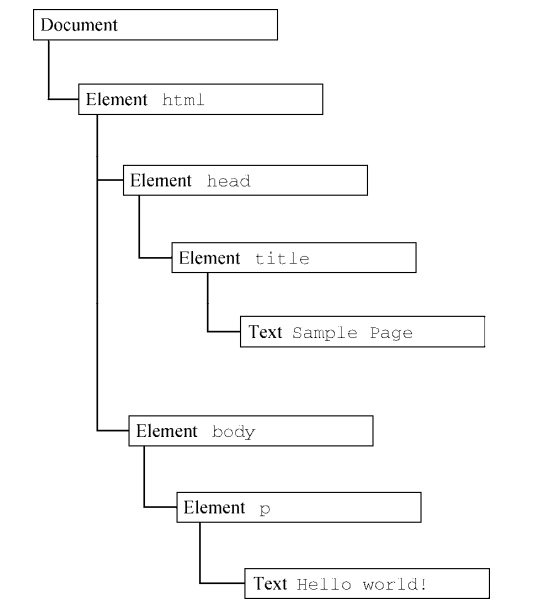 Document
Element html
Element head
Element title
Text Sample Page
Element body
Element p
Text Hello world!